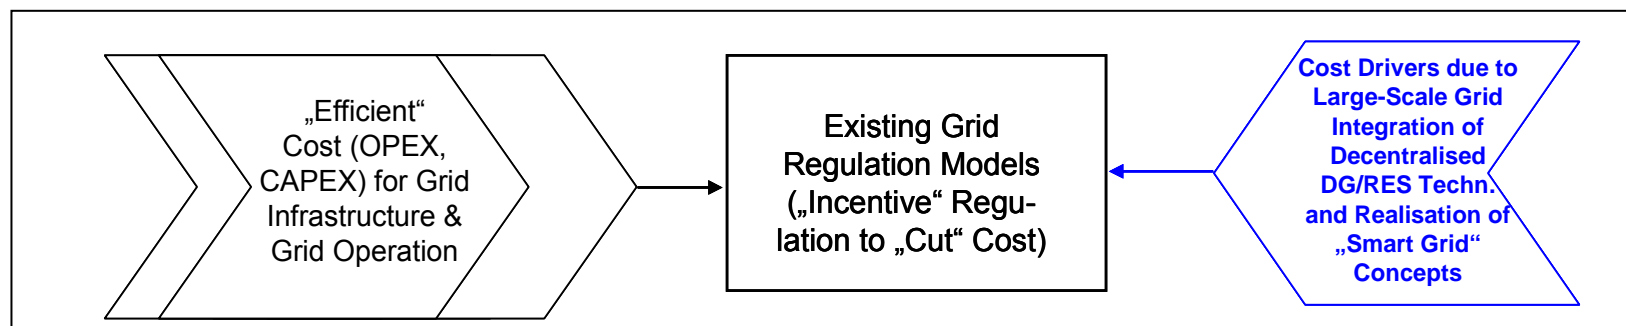 „Efficient“
Cost (OPEX,
CAPEX) for Grid
Infrastructure &
Grid Operation
Existing Grid
Regulation Models
(„Incentive“ Regu-
lation to „Cut“ Cost)
Cost Drivers due to
Large-Scale Grid
Integration of
Decentralised
DG/RES Techn.
and Realisation of
„Smart Grid“
Concepts